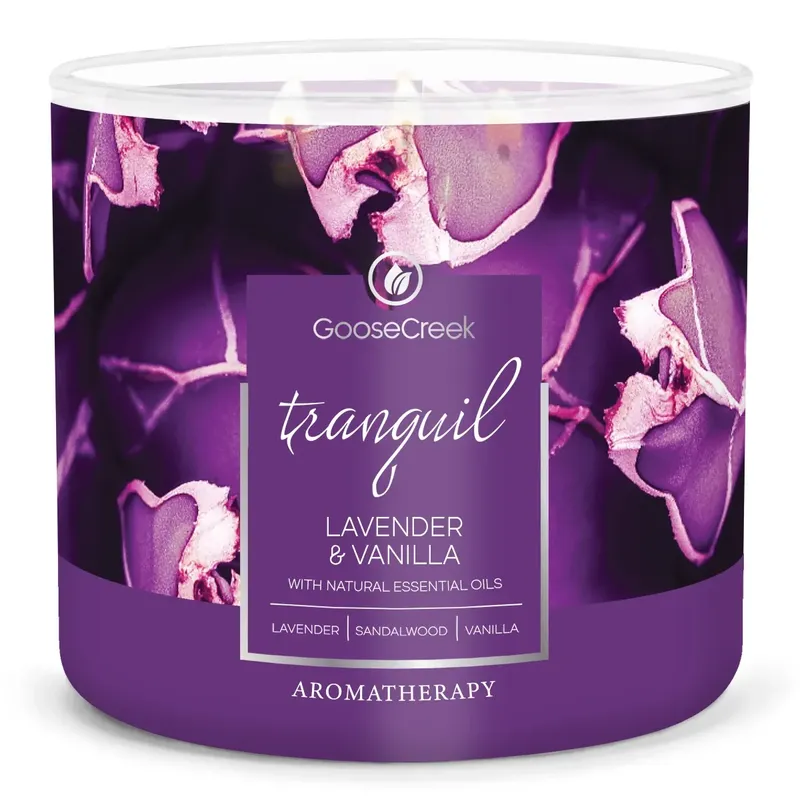 GooseCreek
tranquil
LAVENDER
& VANILLA
WITH NATURAL ESSENTIAL OILS
LAVENDER | SANDALWOOD | VANILLA
AROMATHERAPY